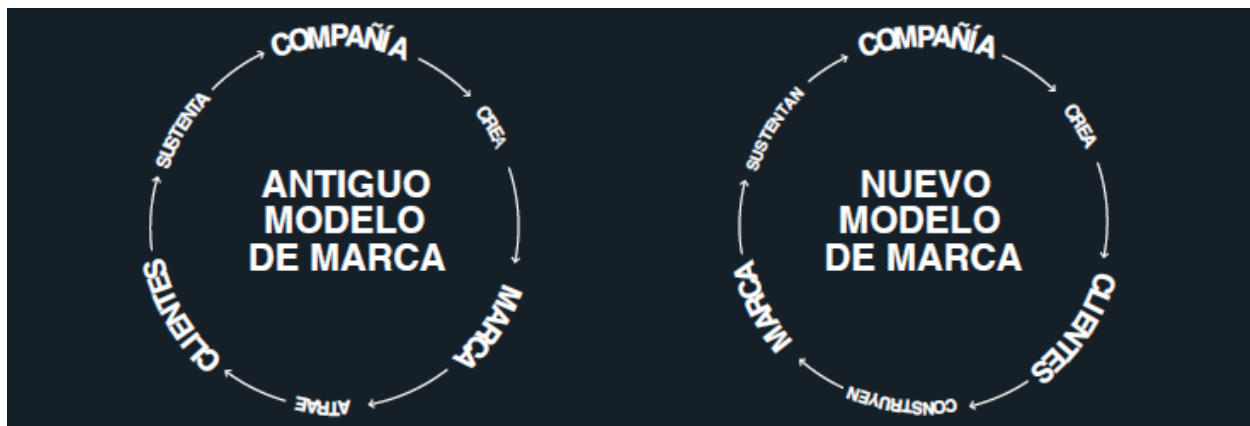 COMPAÑÍA
CREA
MARCA
ATRAE
CLIENTES
SUSTENTA
ANTIGUO
MODELO
DE MARCA
COMPAÑÍA
CREA
CLIENTES
CONSTRUYEN
MARCA
SUSTENTAN
NUEVO
MODELO
DE MARCA